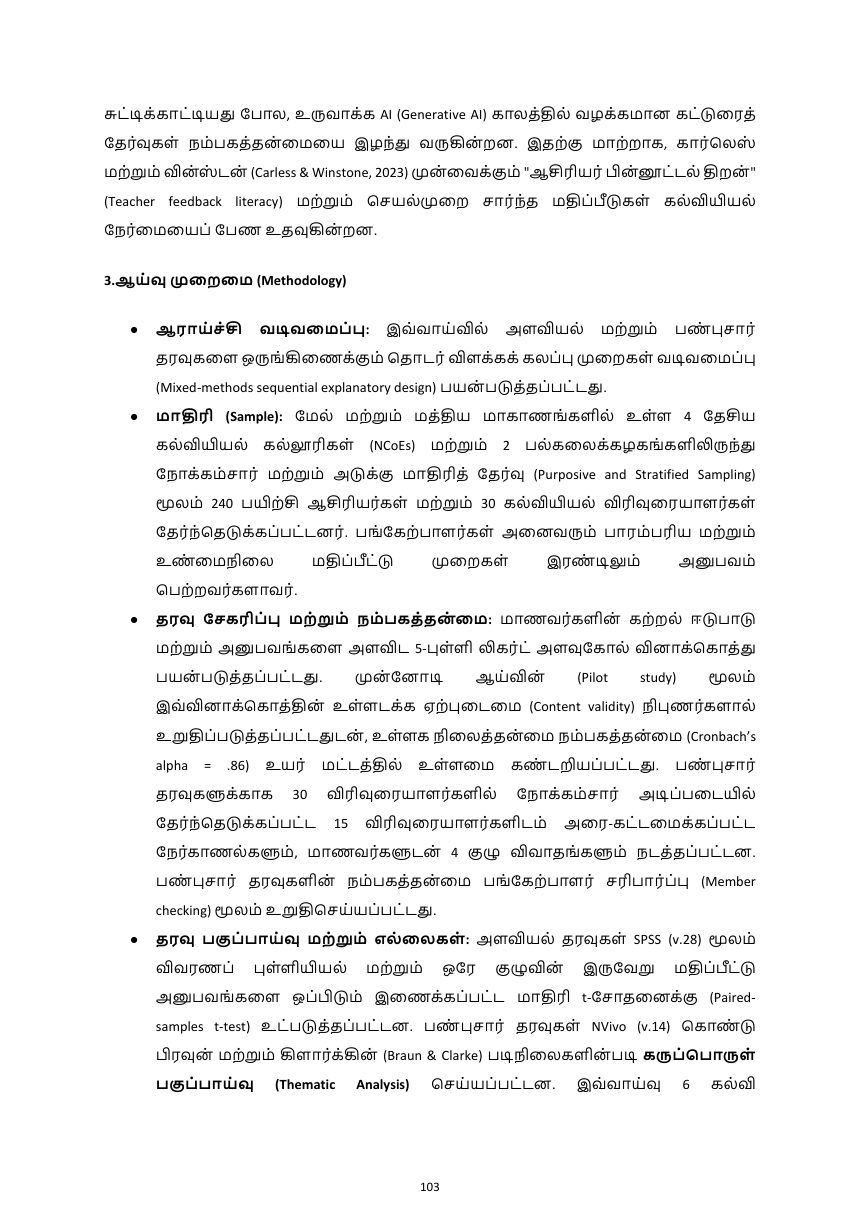 சுட்டிக்காட்டியது போல, உருவாக்க AI (Generative AI) காலத்தில் வழக்கமான கட்டுரைத்
தேர்வுகள் நம்பகத்தன்மையை இழந்து வருகின்றன. இதற்கு மாற்றாக, கார்லெஸ்
மற்றும் வின்ஸ்டன் (Carless & Winstone, 2023) முன்வைக்கும் "ஆசிரியர் பின்னூட்டல் திறன்"
(Teacher feedback literacy) மற்றும் செயல்முறை சார்ந்த மதிப்பீடுகள் கல்வியியல்
நேர்மையைப் பேண உதவுகின்றன.
3.ஆய்வு முறைமை (Methodology)
● ஆராய்ச்சி வடிவமைப்பு: இவ்வாய்வில் அளவியல் மற்றும் பண்புசார்
தரவுகளை ஒருங்கிணைக்கும் தொடர் விளக்கக் கலப்பு முறைகள் வடிவமைப்பு
(Mixed-methods sequential explanatory design) பயன்படுத்தப்பட்டது.
● மாதிரி (Sample): மேல் மற்றும் மத்திய மாகாணங்களில் உள்ள 4 தேசிய
கல்வியியல் கல்லூரிகள் (NCoEs) மற்றும் 2 பல்கலைக்கழகங்களிலிருந்து
நோக்கம்சார் மற்றும் அடுக்கு மாதிரித் தேர்வு (Purposive and Stratified Sampling)
மூலம் 240 பயிற்சி ஆசிரியர்கள் மற்றும் 30 கல்வியியல் விரிவுரையாளர்கள்
தேர்ந்தெடுக்கப்பட்டனர். பங்கேற்பாளர்கள் அனைவரும் பாரம்பரிய மற்றும்
உண்மைநிலை மதிப்பீட்டு முறைகள் இரண்டிலும் அனுபவம்
பெற்றவர்களாவர்.
● தரவு சேகரிப்பு மற்றும் நம்பகத்தன்மை: மாணவர்களின் கற்றல் ஈடுபாடு
மற்றும் அனுபவங்களை அளவிட 5-புள்ளி லிகர்ட் அளவுகோல் வினாக்கொத்து
பயன்படுத்தப்பட்டது. முன்னோடி ஆய்வின் (Pilot study) மூலம்
இவ்வினாக்கொத்தின் உள்ளடக்க ஏற்புடைமை (Content validity) நிபுணர்களால்
உறுதிப்படுத்தப்பட்டதுடன், உள்ளக நிலைத்தன்மை நம்பகத்தன்மை (Cronbach’s
alpha = .86) உயர் மட்டத்தில் உள்ளமை கண்டறியப்பட்டது. பண்புசார்
தரவுகளுக்காக 30 விரிவுரையாளர்களில் நோக்கம்சார் அடிப்படையில்
தேர்ந்தெடுக்கப்பட்ட 15 விரிவுரையாளர்களிடம் அரை-கட்டமைக்கப்பட்ட
நேர்காணல்களும், மாணவர்களுடன் 4 குழு விவாதங்களும் நடத்தப்பட்டன.
பண்புசார் தரவுகளின் நம்பகத்தன்மை பங்கேற்பாளர் சரிபார்ப்பு (Member
checking) மூலம் உறுதிசெய்யப்பட்டது.
● தரவு பகுப்பாய்வு மற்றும் எல்லைகள்: அளவியல் தரவுகள் SPSS (v.28) மூலம்
விவரணப் புள்ளியியல் மற்றும் ஒரே குழுவின் இருவேறு மதிப்பீட்டு
அனுபவங்களை ஒப்பிடும் இணைக்கப்பட்ட மாதிரி t-சோதனைக்கு (Paired-
samples t-test) உட்படுத்தப்பட்டன. பண்புசார் தரவுகள் NVivo (v.14) கொண்டு
பிரவுன் மற்றும் கிளார்க்கின் (Braun & Clarke) படிநிலைகளின்படி கருப்பொருள்
பகுப்பாய்வு (Thematic Analysis) செய்யப்பட்டன. இவ்வாய்வு 6 கல்வி
103